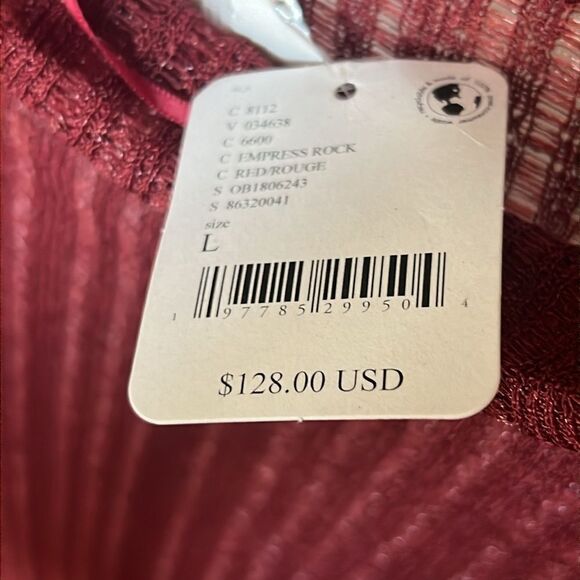 C 8112
V 034638
C 6600
C EMPRESS ROCK
C RED/ROUGE
S OB1806243
S 86320041
size
L
1 97785 29950 4
$128.00 USD